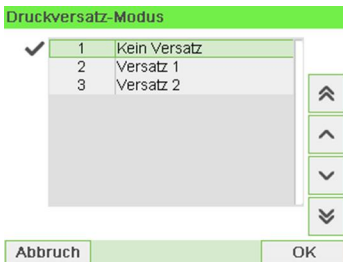 Druckversatz-Modus
1 Kein Versatz
2 Versatz 1
3 Versatz 2
Abbruch OK